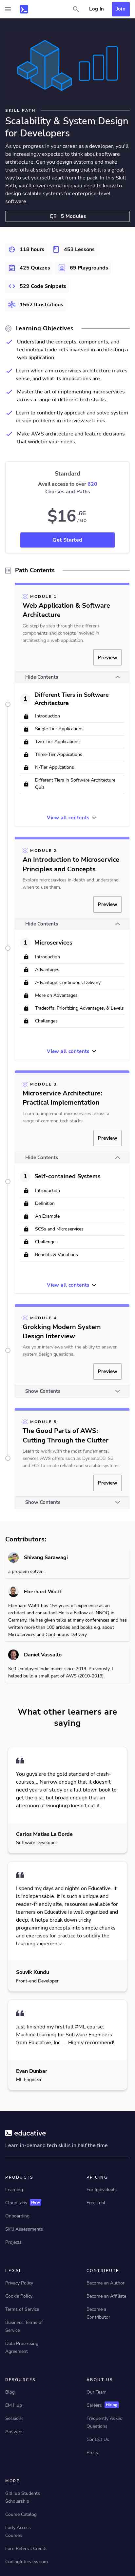 Log In
Join
SKILL PATH
Scalability & System Design
for Developers
As you progress in your career as a developer, you'll
be increasingly expected to think about software
architecture. Can you design systems and make
trade-offs at scale? Developing that skill is a great
way to set yourself apart from the pack. In this Skill
Path, you'll cover everything you need to know to
design scalable systems for enterprise-level
software.
5 Modules
118 hours
453 Lessons
425 Quizzes
69 Playgrounds
529 Code Snippets
1562 Illustrations
Learning Objectives
Understand the concepts, components, and
technology trade-offs involved in architecting a
web application.
Learn when a microservices architecture makes
sense, and what its implications are.
Master the art of implementing microservices
across a range of different tech stacks.
Learn to confidently approach and solve system
design problems in interview settings.
Make AWS architecture and feature decisions
that work for your needs.
Standard
Avail access to over 620
Courses and Paths
$16.66
/ MO
Get Started
Path Contents
MODULE 1
Web Application & Software
Architecture
Go step by step through the different
components and concepts involved in
architecting a web application.
Preview
Hide Contents
1 Different Tiers in Software
Architecture
Introduction
Single-Tier Applications
Two-Tier Applications
Three-Tier Applications
N-Tier Applications
Different Tiers in Software Architecture
Quiz
View all contents
MODULE 2
An Introduction to Microservice
Principles and Concepts
Explore microservices in-depth and understand
when to use them.
Preview
Hide Contents
1 Microservices
Introduction
Advantages
Advantage: Continuous Delivery
More on Advantages
Tradeoffs, Prioritizing Advantages, & Levels
Challenges
View all contents
MODULE 3
Microservice Architecture:
Practical Implementation
Learn to implement microservices across a
range of common tech stacks.
Preview
Hide Contents
1 Self-contained Systems
Introduction
Definition
An Example
SCSs and Microservices
Challenges
Benefits & Variations
View all contents
MODULE 4
Grokking Modern System
Design Interview
Ace your interviews with the ability to answer
system design questions.
Preview
Show Contents
MODULE 5
The Good Parts of AWS:
Cutting Through the Clutter
Learn to work with the most fundamental
services AWS offers such as DynamoDB, S3,
and EC2 to create reliable and scalable systems.
Preview
Show Contents
Contributors:
Shivang Sarawagi
a problem solver.,
Eberhard Wolff
Eberhard Wolff has 15+ years of experience as an
architect and consultant He is a Fellow at INNOQ in
Germany. He has given talks at many conferences and has
written more than 100 articles and books e.g. about
Microservices and Continuous Delivery.
Daniel Vassallo
Self-employed indie maker since 2019. Previously, I
helped build a small part of AWS (2010-2019).
What other learners are
saying
You guys are the gold standard of crash-
courses... Narrow enough that it doesn't
need years of study or a full blown book to
get the gist, but broad enough that an
afternoon of Googling doesn't cut it.
Carlos Matias La Borde
Software Developer
I spend my days and nights on Educative. It
is indispensable. It is such a unique and
reader-friendly site, resources available for
learners on Educative is well organized and
deep, it helps introduce tricky
programming concepts and provide simple
demos and exercises for me to practice to
solidify the learning experience.
Souvik Kundu
Front-end Developer
Just finished my first full #ML course:
Machine learning for Software Engineers
from Educative, Inc. ... Highly recommend!
Evan Dunbar
ML Engineer
educative
Learn in-demand tech skills in half the time
PRODUCTS
Learning
CloudLabs New
Onboarding
Skill Assessments
Projects
PRICING
For Individuals
Free Trial
LEGAL
Privacy Policy
Cookie Policy
Terms of Service
Business Terms of
Service
Data Processing
Agreement
CONTRIBUTE
Become an Author
Become an Affiliate
Become a
Contributor
RESOURCES
Blog
EM Hub
Sessions
Answers
ABOUT US
Our Team
Careers Hiring
Frequently Asked
Questions
Contact Us
Press
MORE
GitHub Students
Scholarship
Course Catalog
Early Access
Courses
Earn Referral Credits
CodingInterview.com